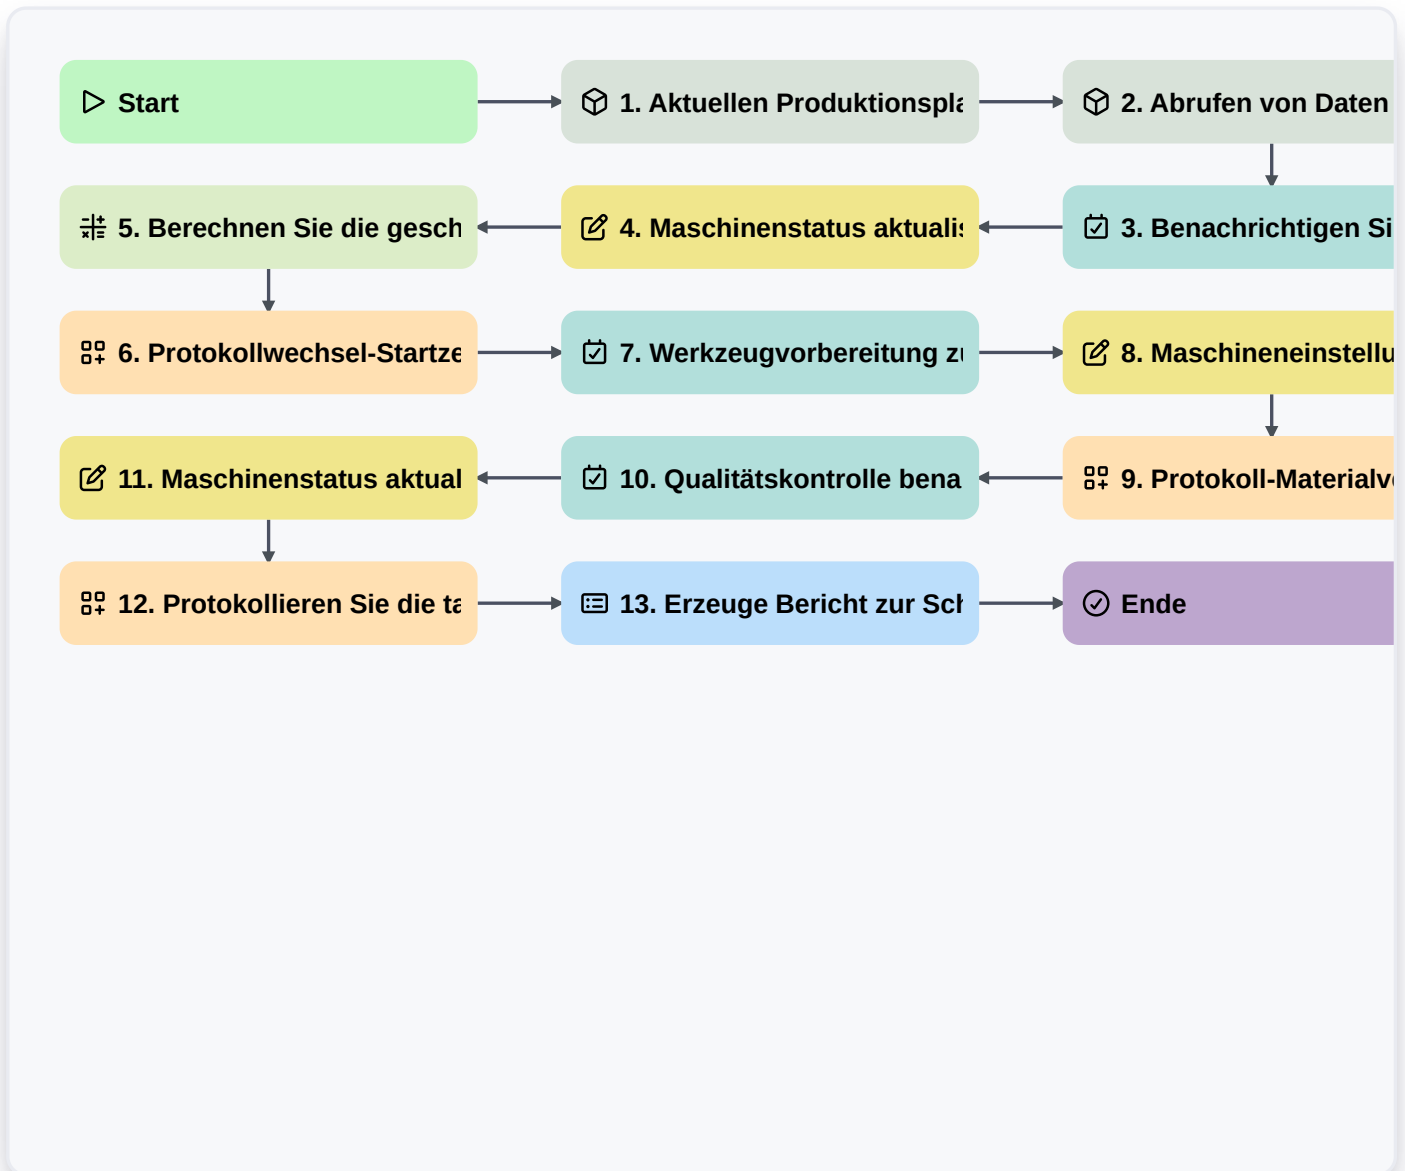 Start
1. Aktuellen Produktionspla
2. Abrufen von Daten
3. Benachrichtigen Si
4. Maschinenstatus aktualis
5. Berechnen Sie die gesch
6. Protokollwechsel-Startze
7. Werkzeugvorbereitung zu
8. Maschineneinstellu
9. Protokoll-Materialve
10. Qualitätskontrolle bena
11. Maschinenstatus aktual
12. Protokollieren Sie die ta
13. Erzeuge Bericht zur Sch
Ende